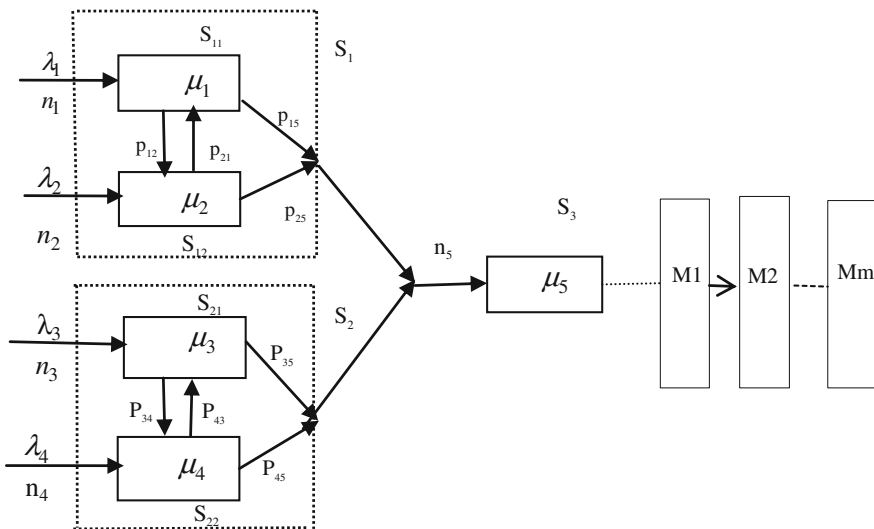 S₁₁
S₁
λ₁
n₁
μ₁
p₁₅
p₁₂
p₂₁
λ₂
n₂
μ₂
p₂₅
S₁₂
S₃
n₅
μ₅
M1
M2
Mm
S₂₁
S₂
λ₃
n₃
μ₃
P₃₅
P₃₄
P₄₃
λ₄
n₄
μ₄
P₄₅
S₂₂